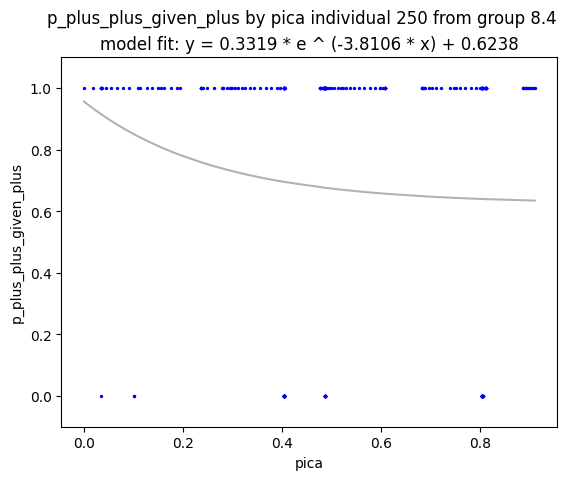 p_plus_plus_given_plus by pica individual 250 from group 8.4
model fit: y = 0.3319 * e ^ (-3.8106 * x) + 0.6238
1.0
0.8
0.6
0.4
0.2
0.0
p_plus_plus_given_plus
0.0 0.2 0.4 0.6 0.8
pica